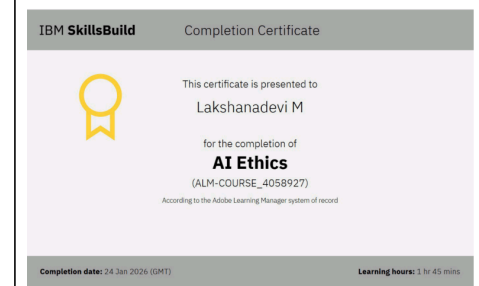 IBM SkillsBuild Completion Certificate
This certificate is presented to
Lakshanadevi M
for the completion of
AI Ethics
(ALM-COURSE_4058927)
According to the Adobe Learning Manager system of record
Completion date: 24 Jan 2026 (GMT) Learning hours: 1 hr 45 mins